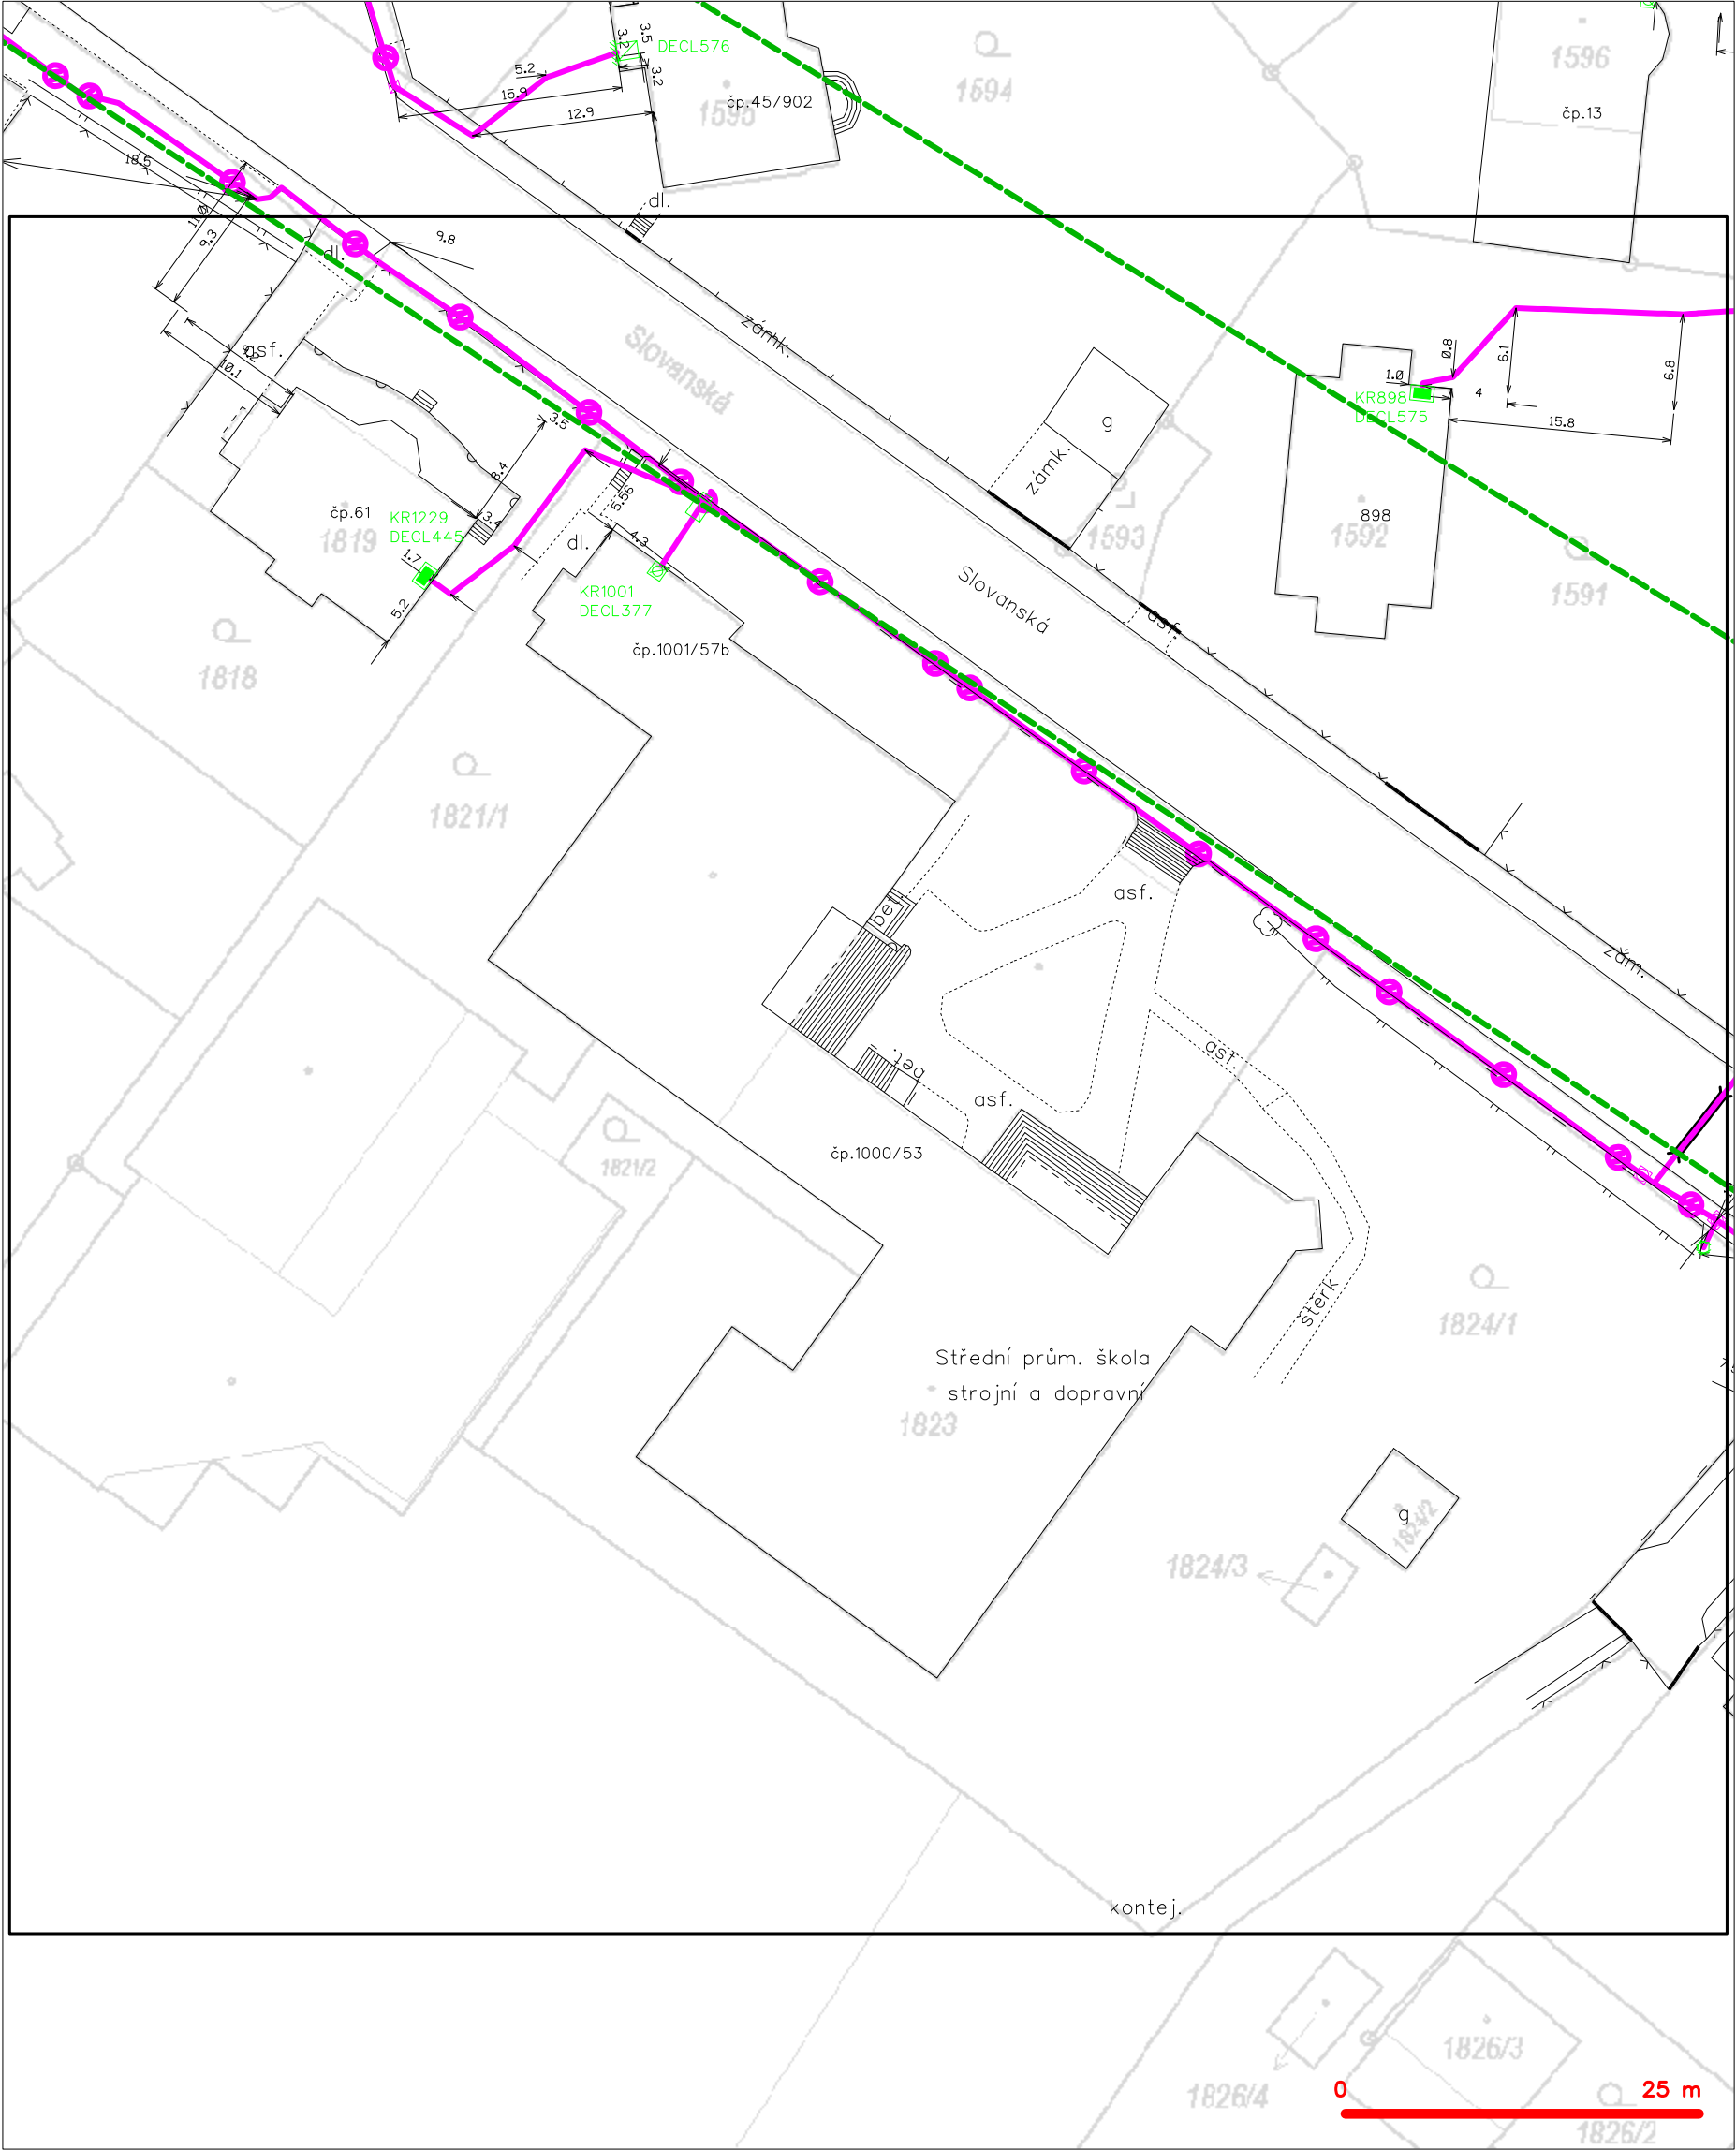 DECL576
3.2
3.5
3.2
5.2
15.9
12.9
čp.45/902
1595
1594
1596
čp.13
18.5
dl.
9.3
9.8
dl.
Slovanská
zámk.
asf.
10.1
0.8
6.1
6.8
1.0
4
KR898
DECL575
15.8
g
zámk.
1593
898
1592
1591
3.5
8.4
3.4
5.56
čp.61
1819
KR1229
DECL445
1.7
5.2
dl.
4.3
KR1001
DECL377
čp.1001/57b
Slovanská
asf.
1818
1821/1
asf.
bet.
zám.
asf.
bet.
asf.
čp.1000/53
1821/2
štěrk
1824/1
Střední prům. škola
strojní a dopravní
1823
g
1824/2
1824/3
kontej.
1826/3
1826/4
0
25 m
1826/2